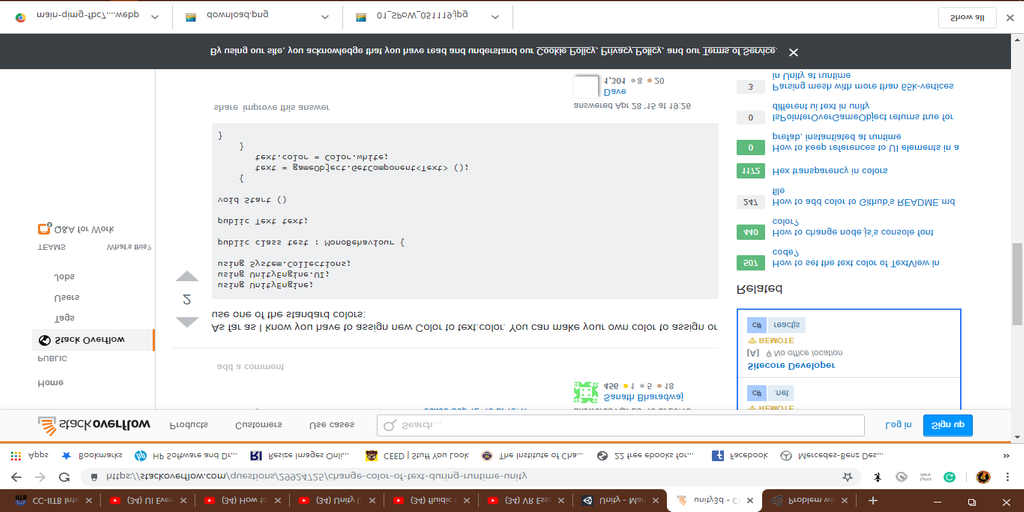 CC-IITB Inte
(34) UI Even
(34) How to
(34) Unity U
(34) fluidic v
(34) VR Esse
Unity - Man
unity3d - C
Problem wi
https://stackoverflow.com/questions/29924725/change-color-of-text-during-runtime-unity
Apps
Bookmarks
HP Software and Dr...
Resize Images Onli...
CEED | Stuff You Look
The Institute of Cha...
22 free ebooks for...
Facebook
Mercedes-Benz Des...
stackoverflow
Products
Customers
Use cases
Search...
Log in
Sign up
Home
PUBLIC
Stack Overflow
Tags
Users
Jobs
TEAMS What's this?
Q&A for Work
Sanath Bharadwaj
456 1 5 18
add a comment
2
As far as I know you have to assign new Color to text.color. You can make your own color to assign or
use one of the standard colors:
using UnityEngine;
using UnityEngine.UI;
using System.Collections;
public class test : MonoBehaviour {
public Text text;
void Start ()
{
text = gameObject.GetComponent<Text> ();
text.color = Color.white;
}
}
share improve this answer
answered Apr 28 '15 at 19:26
Dave
1,301 8 20
REMOTE
c# .net
Sitecore Developer
[A] No office location
REMOTE
c# reactjs
Related
507 How to set the text color of TextView in
code?
440 How to change node.js's console font
color?
247 How to add color to Github's README.md
file
1172 Hex transparency in colors
0 How to keep references to UI elements in a
prefab, instantiated at runtime
0 IsPointerOverGameObject returns true for
different ui text in unity
3 Parsing mesh with more than 65k-vertices
in Unity at runtime
By using our site, you acknowledge that you have read and understand our Cookie Policy, Privacy Policy, and our Terms of Service.
main-qimg-fbc7....webp
download.png
01_SPoW_051119.jpg
Show all